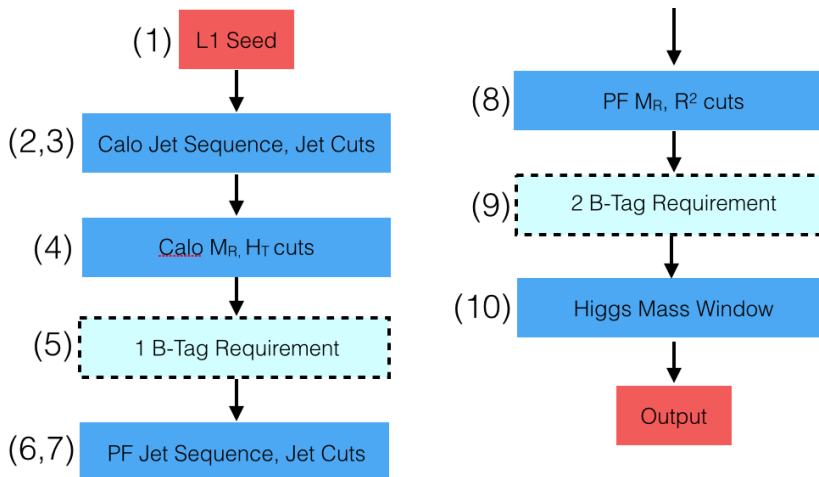 (1) L1 Seed
(2,3) Calo Jet Sequence, Jet Cuts
(4) Calo MR, HT cuts
(5) 1 B-Tag Requirement
(6,7) PF Jet Sequence, Jet Cuts
(8) PF MR, R² cuts
(9) 2 B-Tag Requirement
(10) Higgs Mass Window
Output